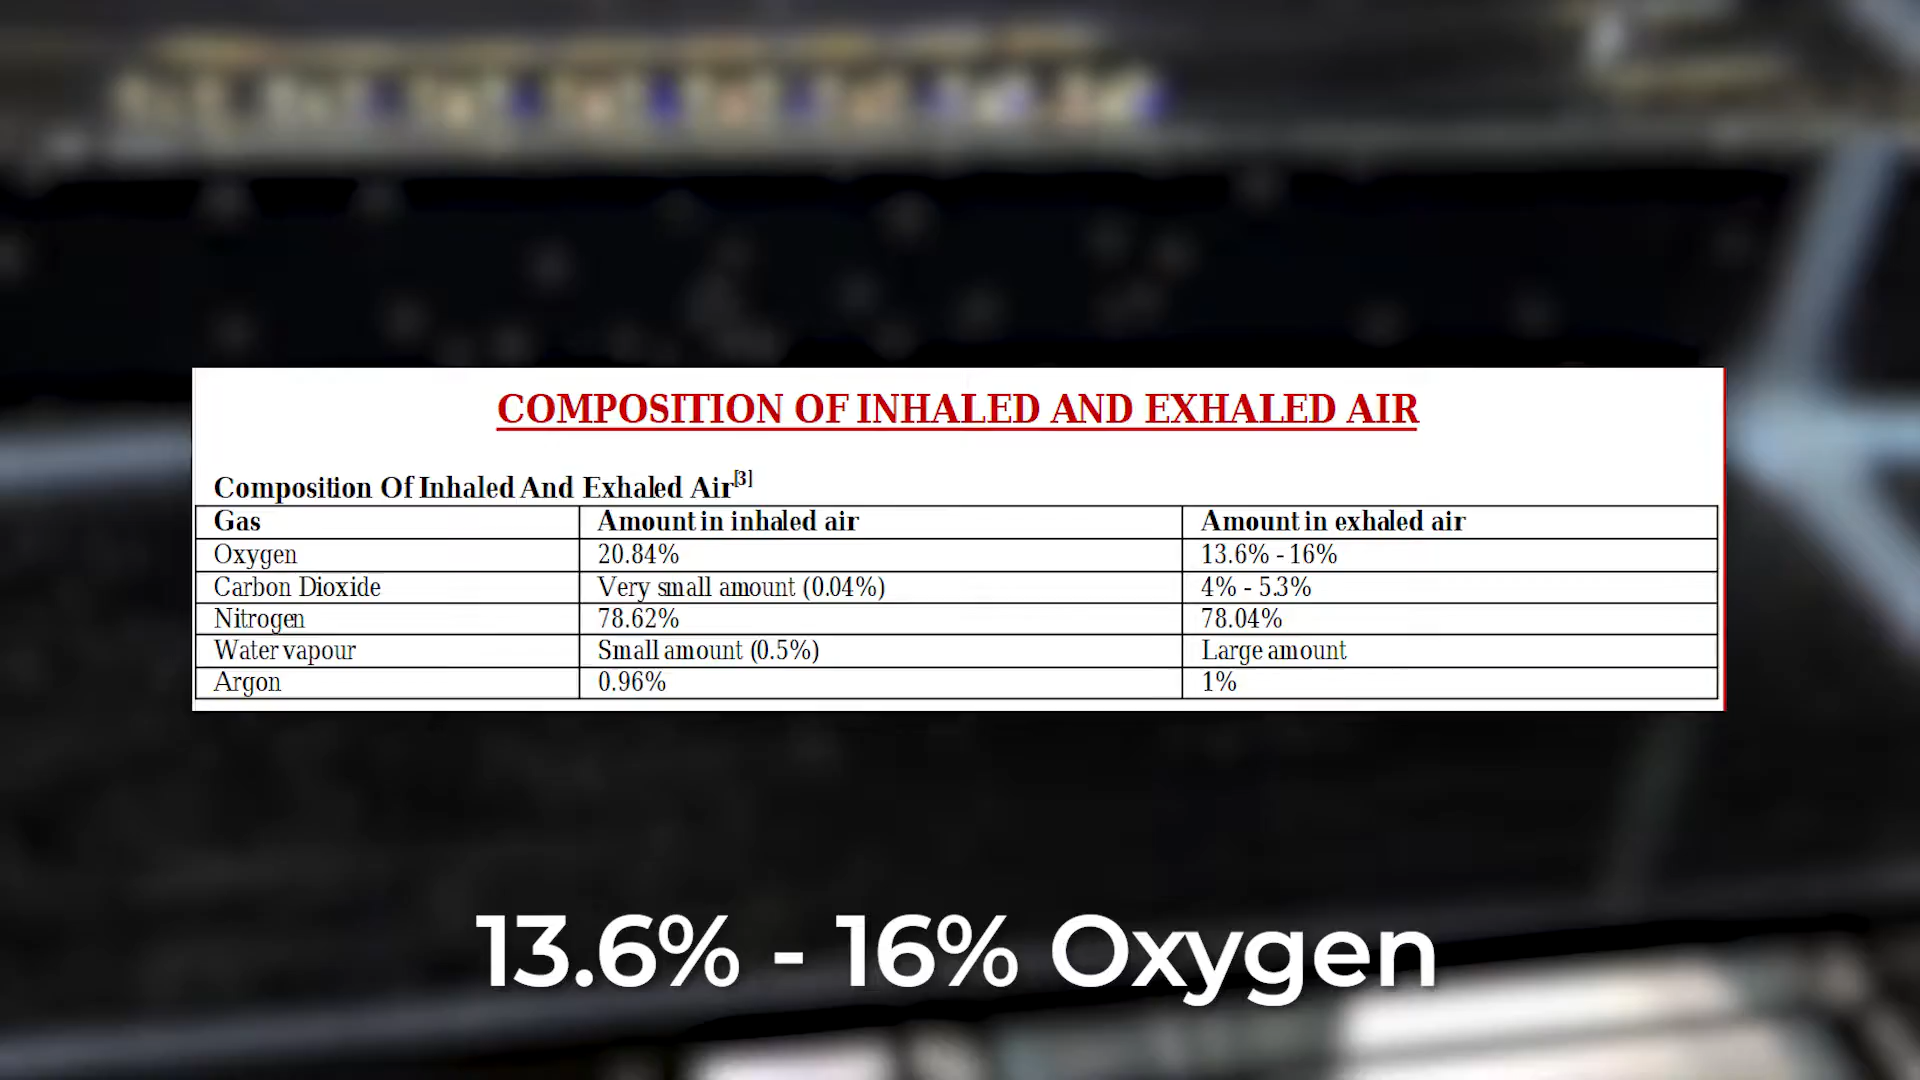 COMPOSITION OF INHALED AND EXHALED AIR
Composition Of Inhaled And Exhaled Air[3]
Gas Amount in inhaled air Amount in exhaled air
Oxygen 20.84% 13.6% - 16%
Carbon Dioxide Very small amount (0.04%) 4% - 5.3%
Nitrogen 78.62% 78.04%
Water vapour Small amount (0.5%) Large amount
Argon 0.96% 1%
13.6% - 16% Oxygen